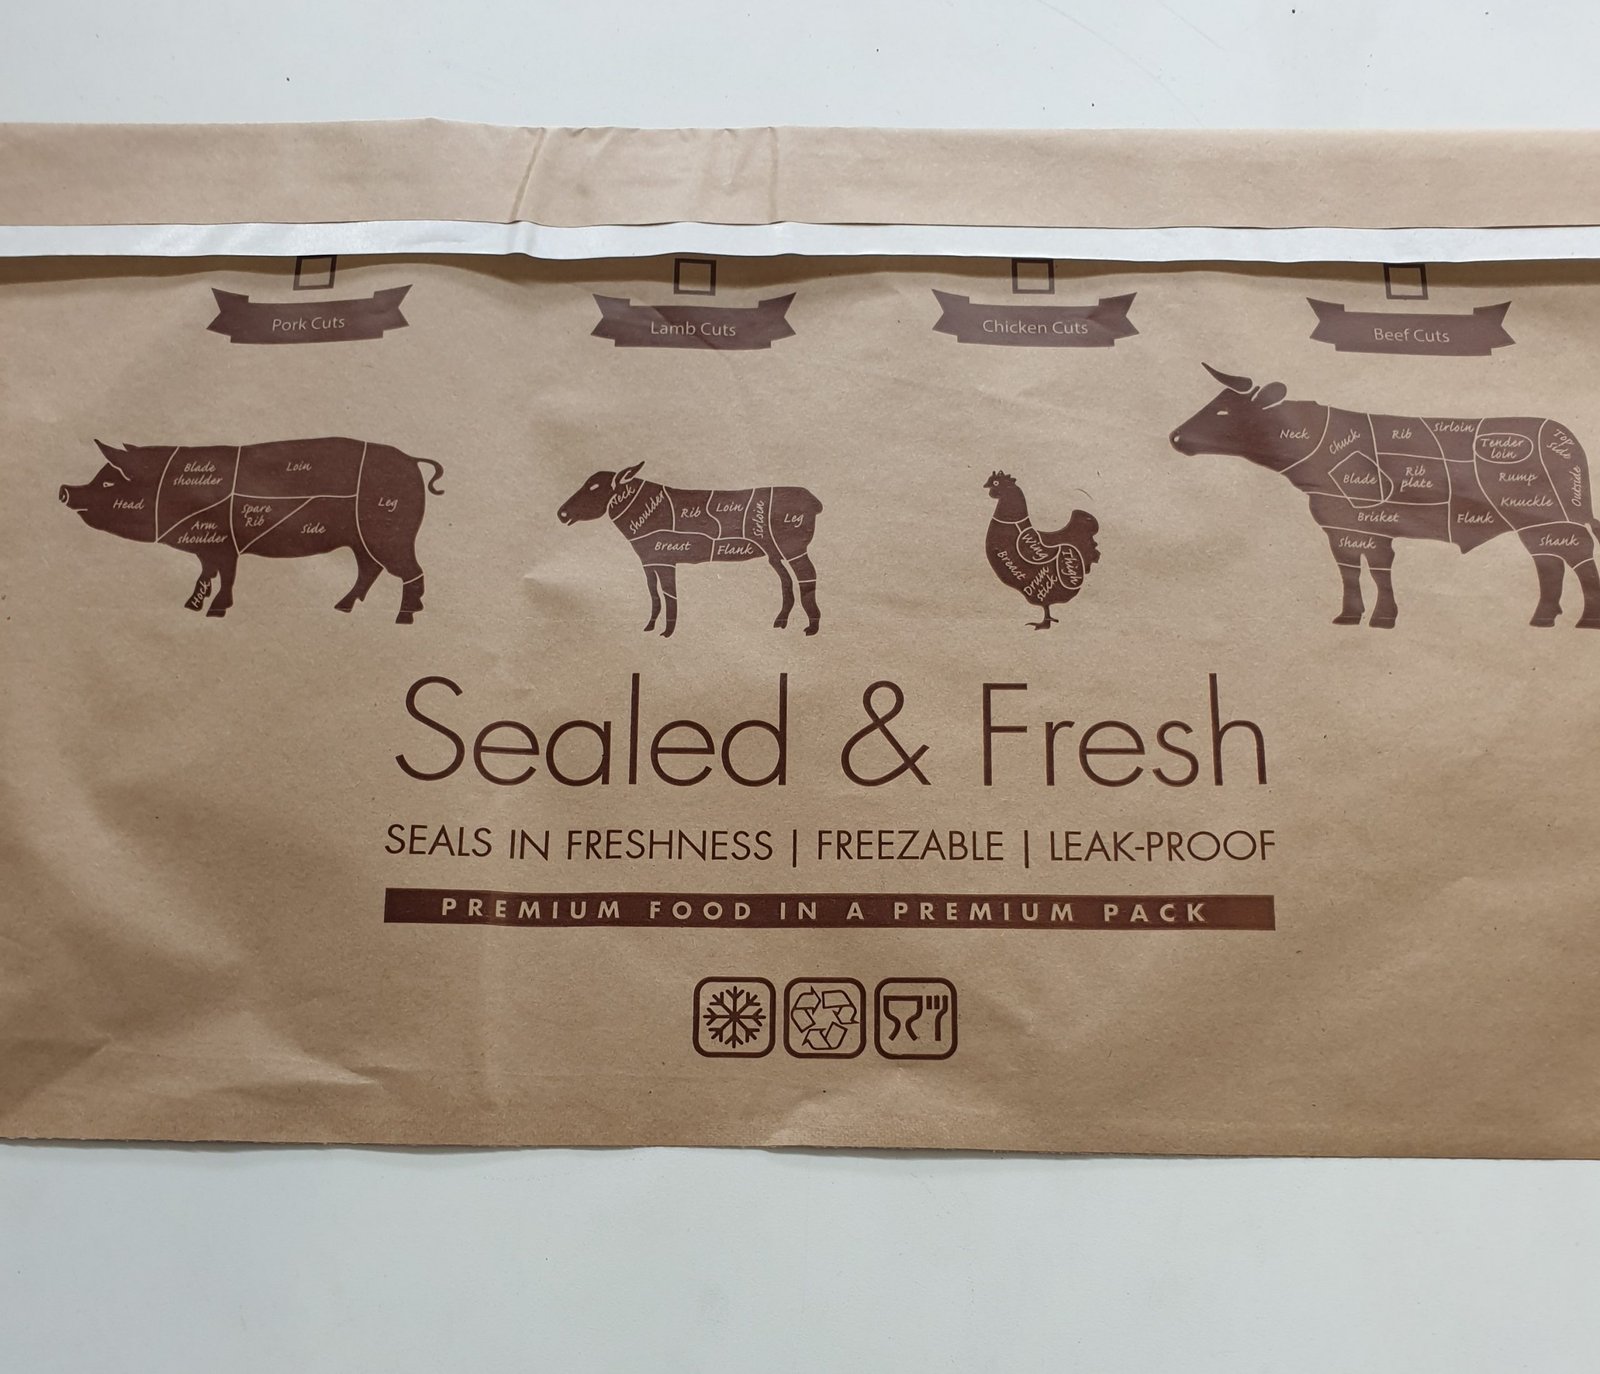 Pork Cuts
Lamb Cuts
Chicken Cuts
Beef Cuts
Head
Blade
shoulder
Loin
Arm
shoulder
Spare
Rib
Side
Leg
Hock
Neck
shoulder
Rib
Loin
Sirloin
Leg
Breast
Flank
Wing
Breast
Drum
stick
Thigh
Neck
Chuck
Rib
Sirloin
Tender
loin
Top
Side
Blade
Rib
plate
Rump
Knuckle
Outside
Brisket
Flank
Shank
Shank
Sealed & Fresh
SEALS IN FRESHNESS | FREEZABLE | LEAK-PROOF
PREMIUM FOOD IN A PREMIUM PACK